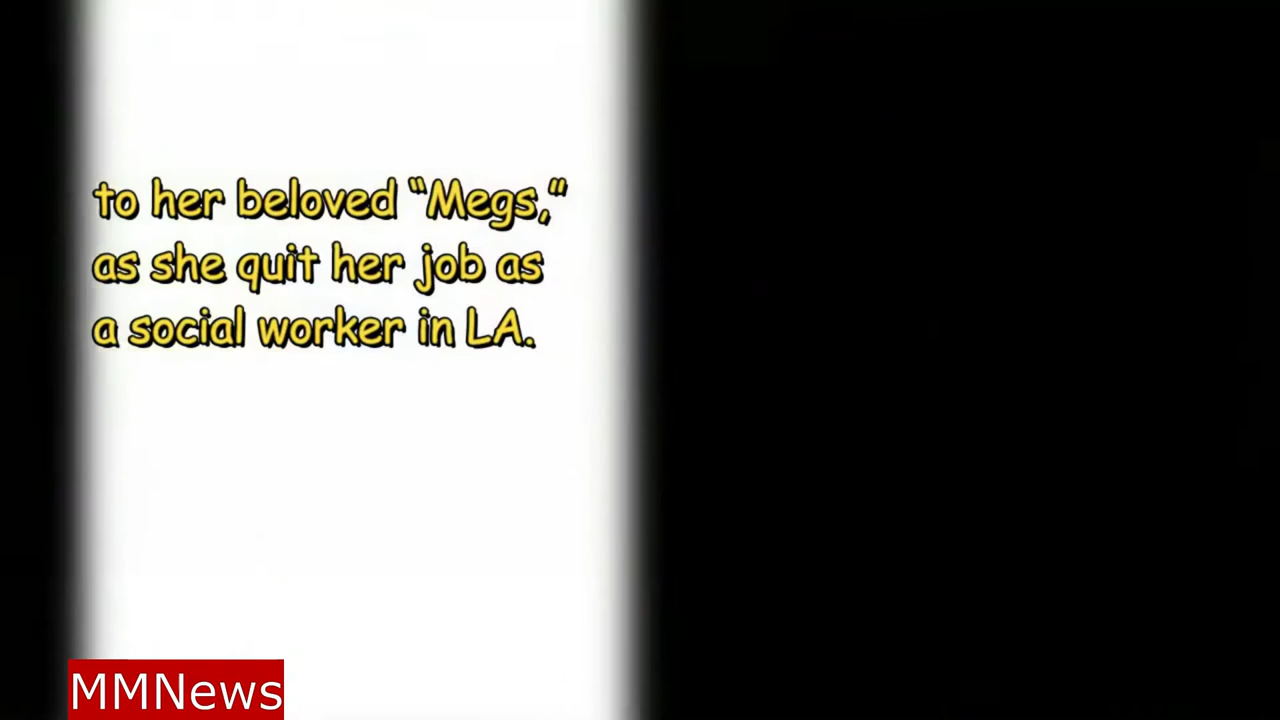 to her beloved “Megs,”
as she quit her job as
a social worker in LA.
MMNews